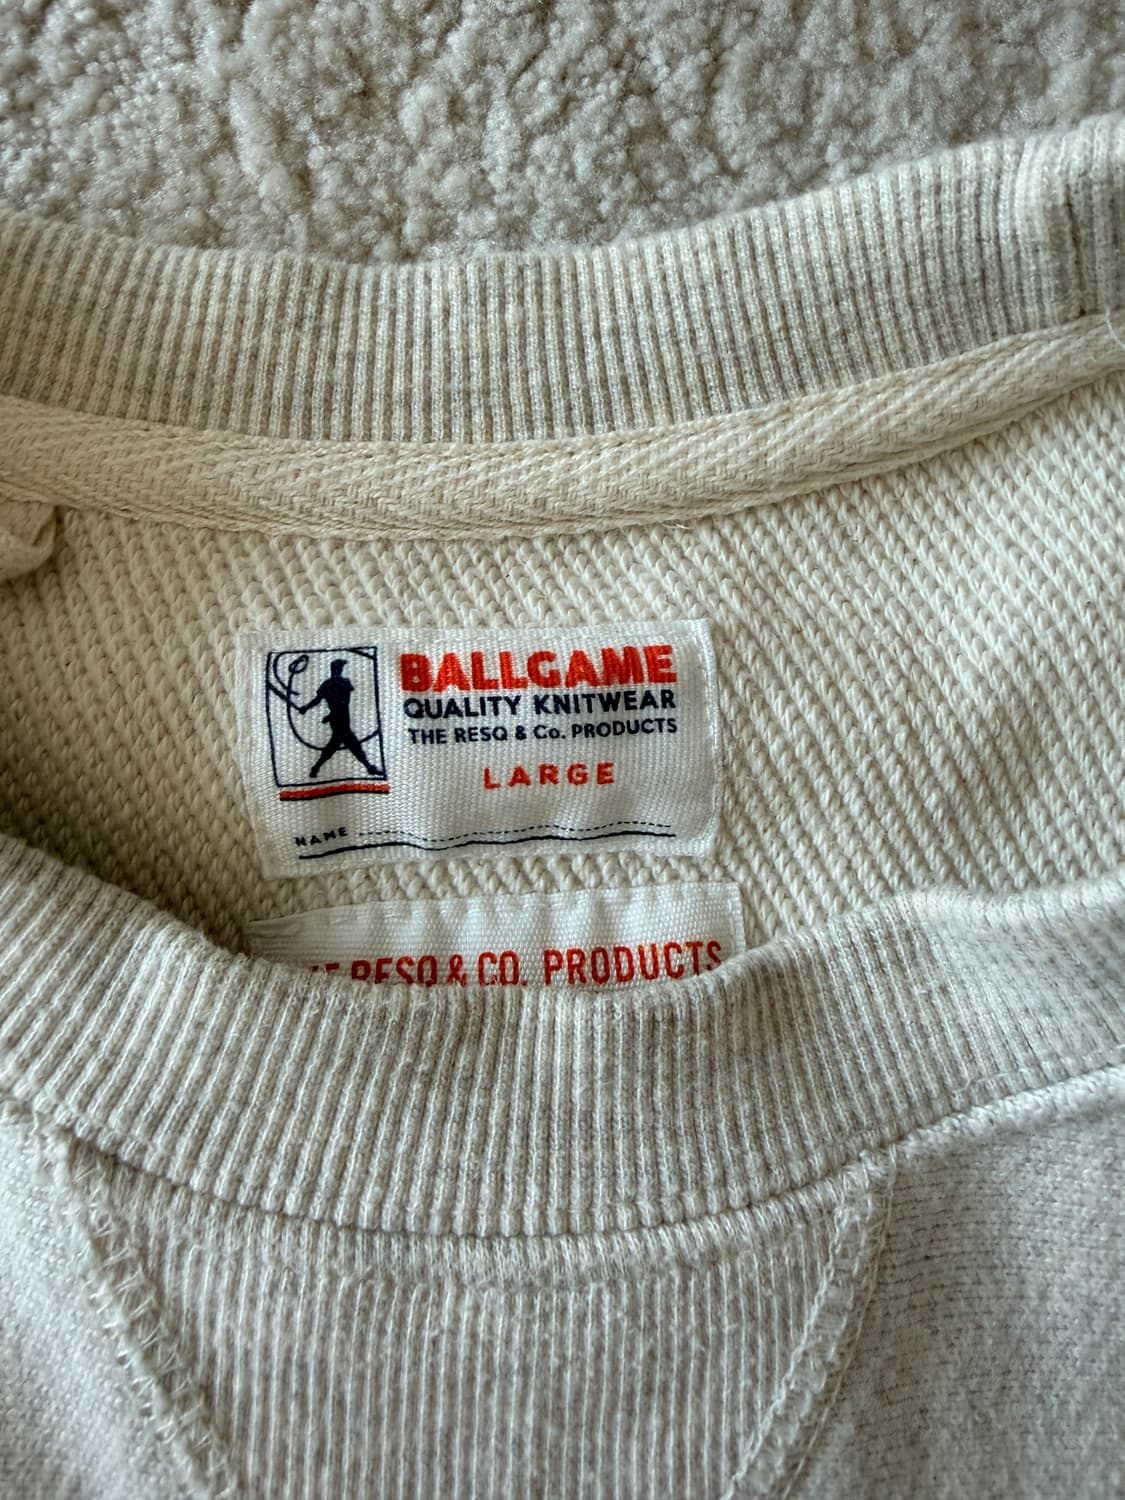 BALLGAME
QUALITY KNITWEAR
THE RESQ & Co. PRODUCTS
LARGE
NAME
RESQ & CO. PRODUCTS